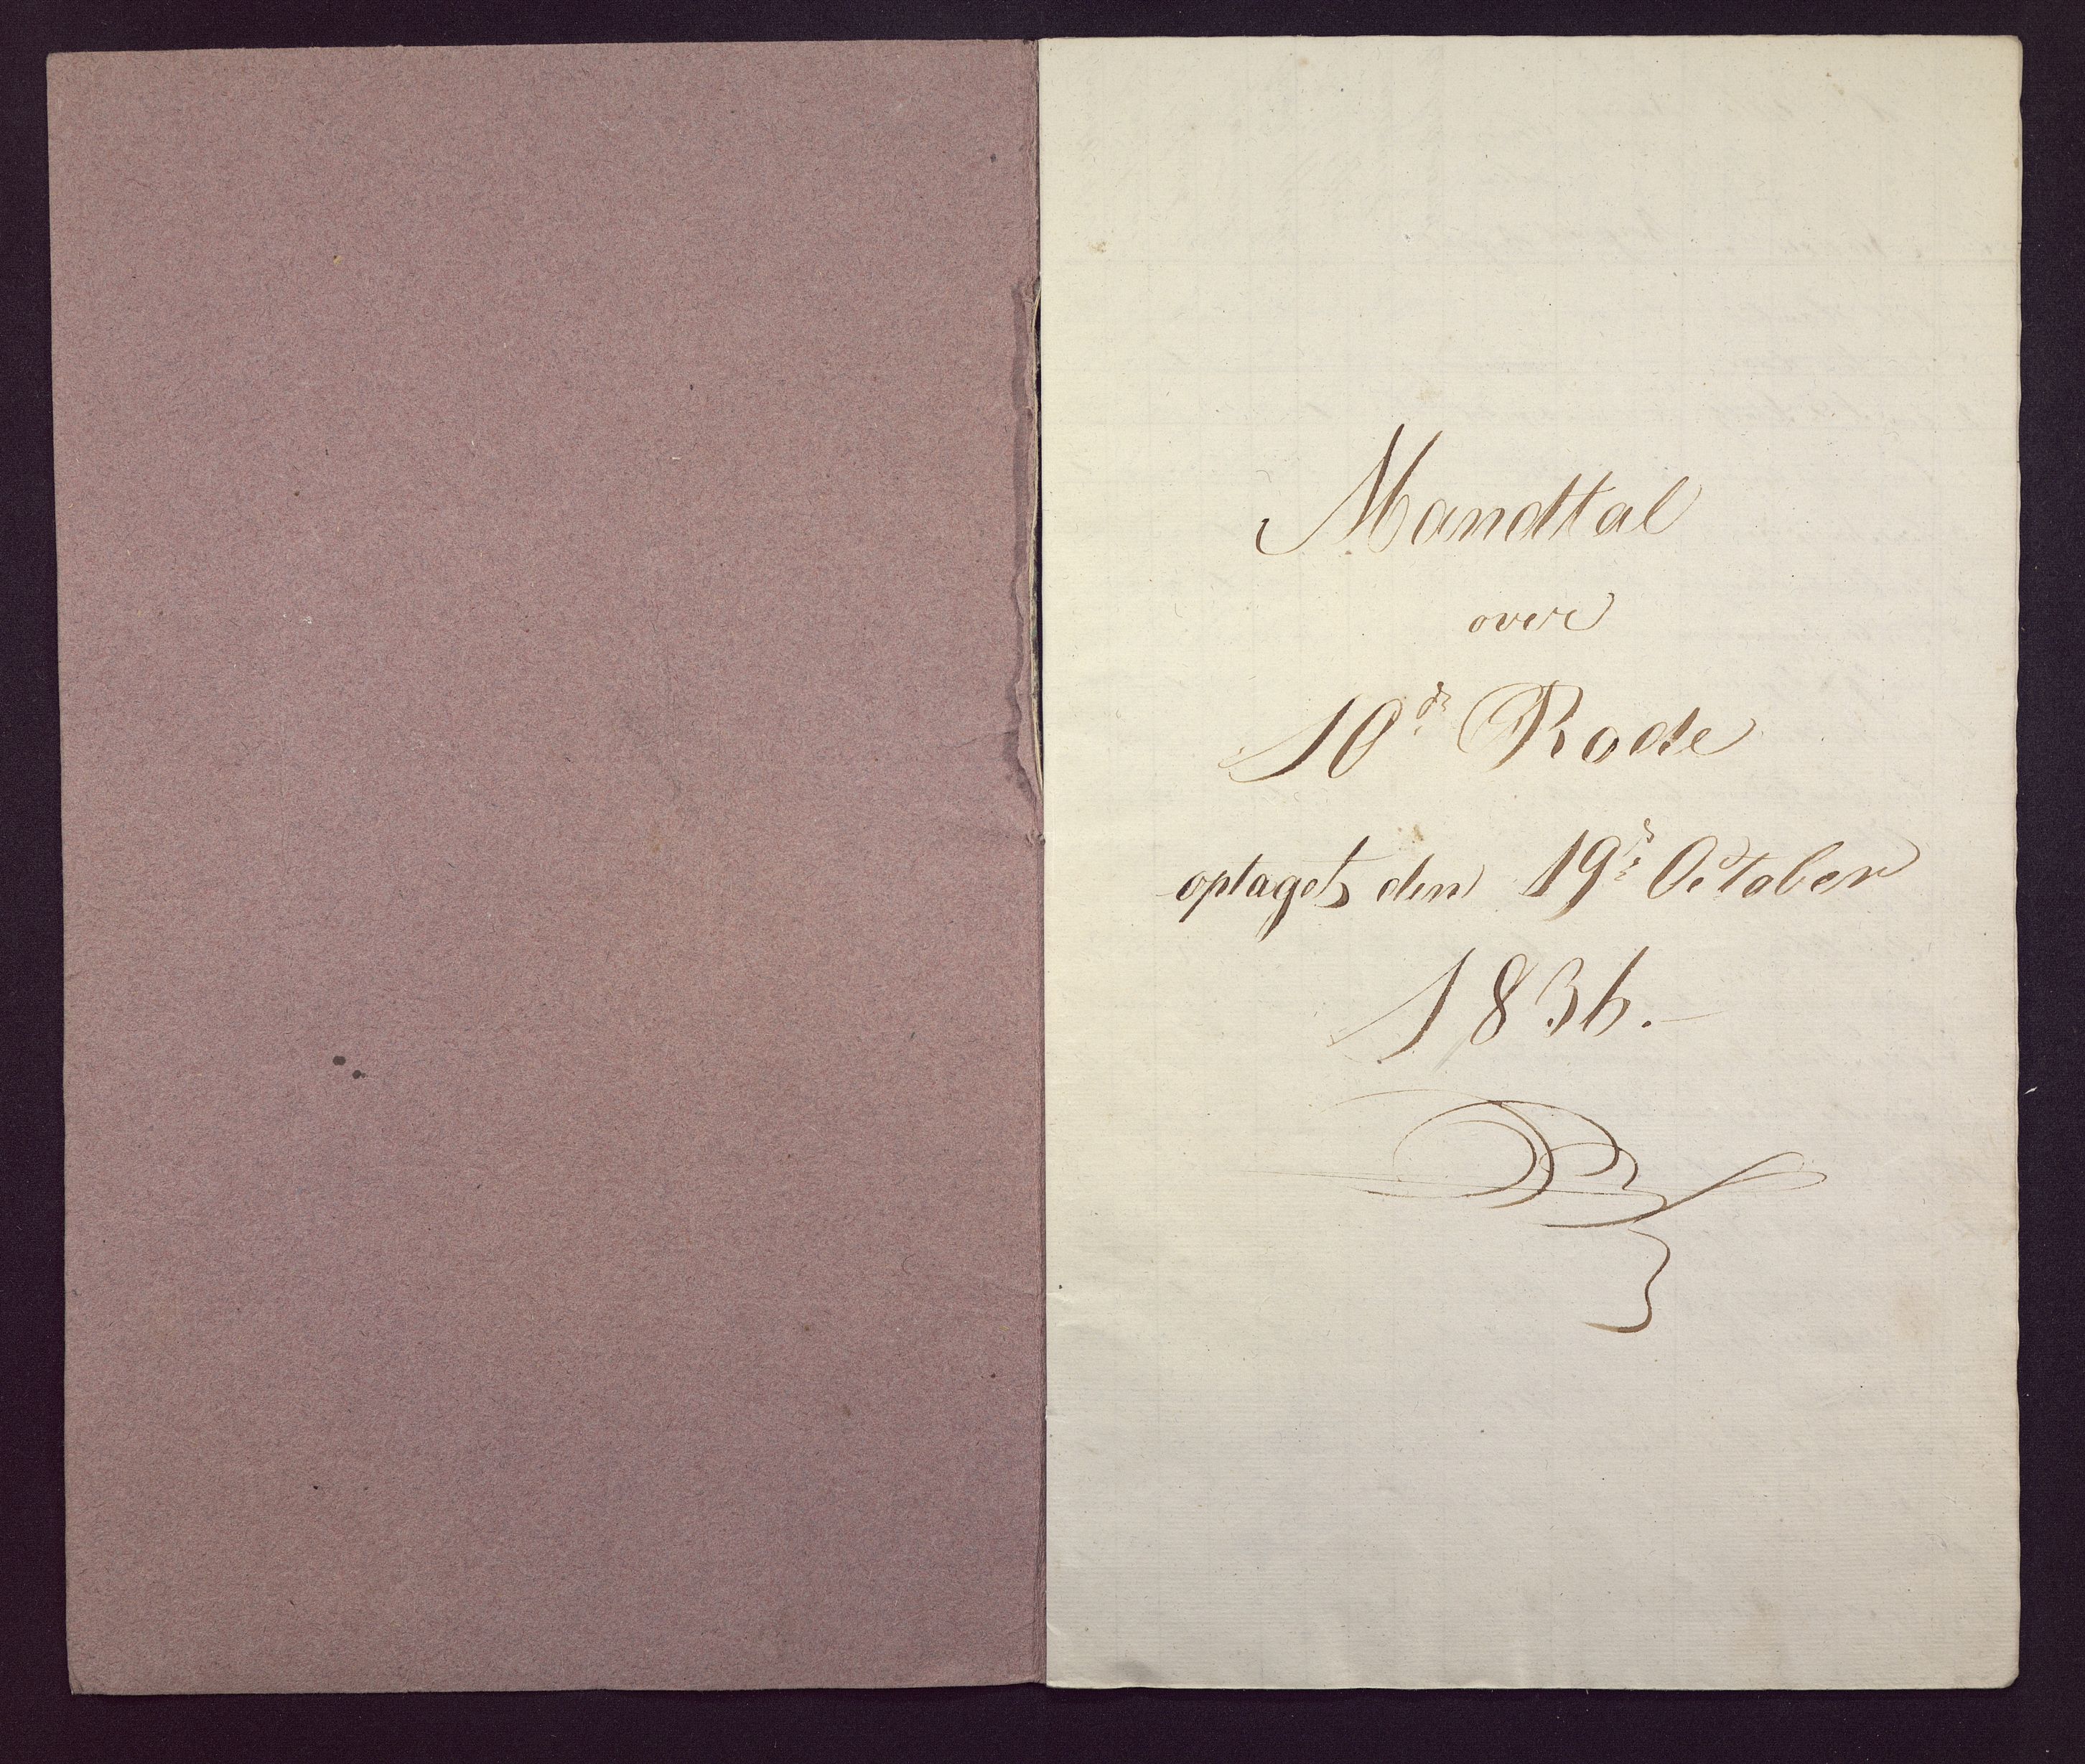 Mandtal
over
10de Rode
optaget den 19de October
1836.